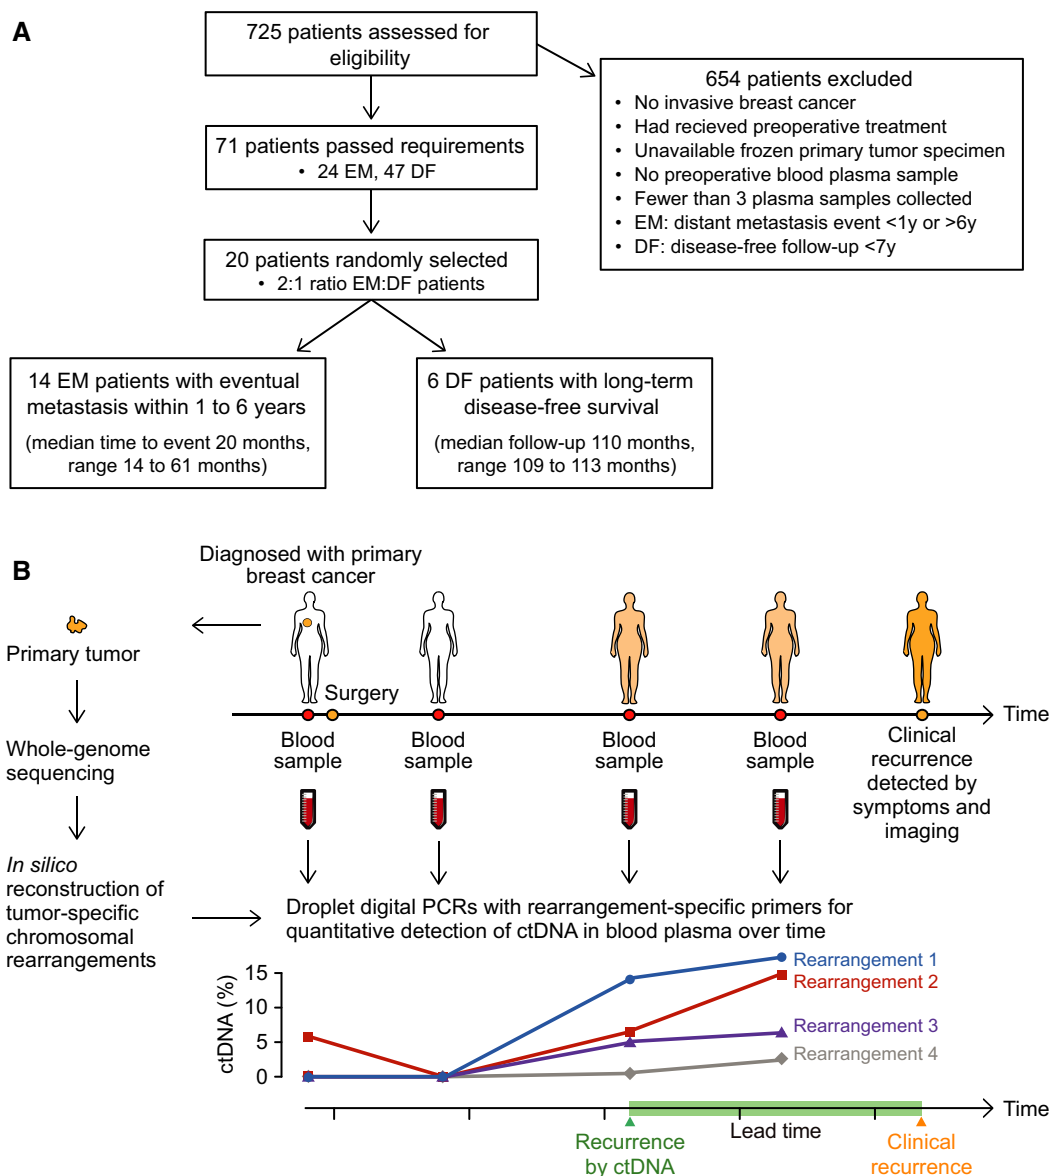 A
725 patients assessed for
eligibility
654 patients excluded
• No invasive breast cancer
• Had recieved preoperative treatment
• Unavailable frozen primary tumor specimen
• No preoperative blood plasma sample
• Fewer than 3 plasma samples collected
• EM: distant metastasis event <1y or >6y
• DF: disease-free follow-up <7y
71 patients passed requirements
• 24 EM, 47 DF
20 patients randomly selected
• 2:1 ratio EM:DF patients
14 EM patients with eventual
metastasis within 1 to 6 years
(median time to event 20 months,
range 14 to 61 months)
6 DF patients with long-term
disease-free survival
(median follow-up 110 months,
range 109 to 113 months)
B
Diagnosed with primary
breast cancer
Primary tumor
Whole-genome
sequencing
In silico
reconstruction of
tumor-specific
chromosomal
rearrangements
Surgery
Time
Blood
sample
Blood
sample
Blood
sample
Blood
sample
Clinical
recurrence
detected by
symptoms and
imaging
Droplet digital PCRs with rearrangement-specific primers for
quantitative detection of ctDNA in blood plasma over time
ctDNA (%)
15
10
5
0
Rearrangement 1
Rearrangement 2
Rearrangement 3
Rearrangement 4
Time
Lead time
Recurrence
by ctDNA
Clinical
recurrence